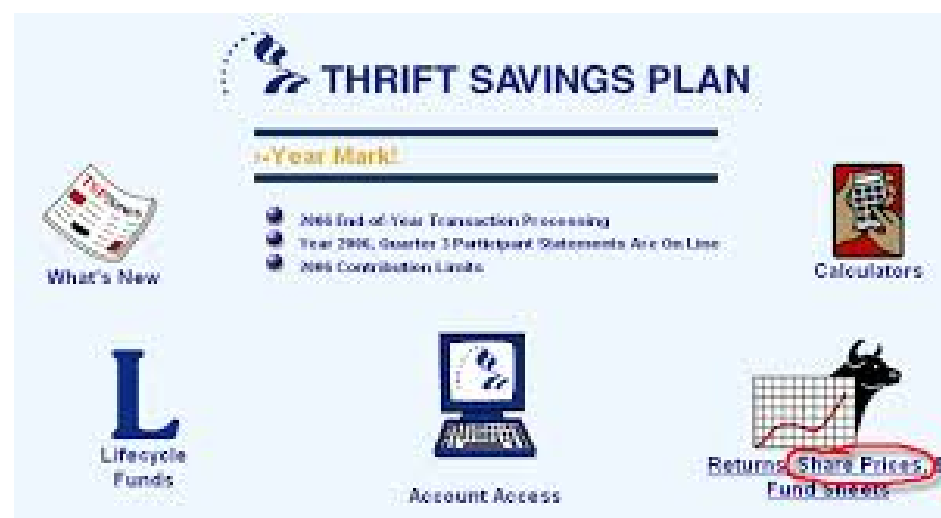 THRIFT SAVINGS PLAN
-Year Mark!
2006 End-of-Year Transaction Processing
Year 2006, Quarter 3 Participant Statements Are On Line
2006 Contribution Limits
What's New
Calculators
L
Lifecycle
Funds
Account Access
Returns, Share Prices,
Fund Sheets